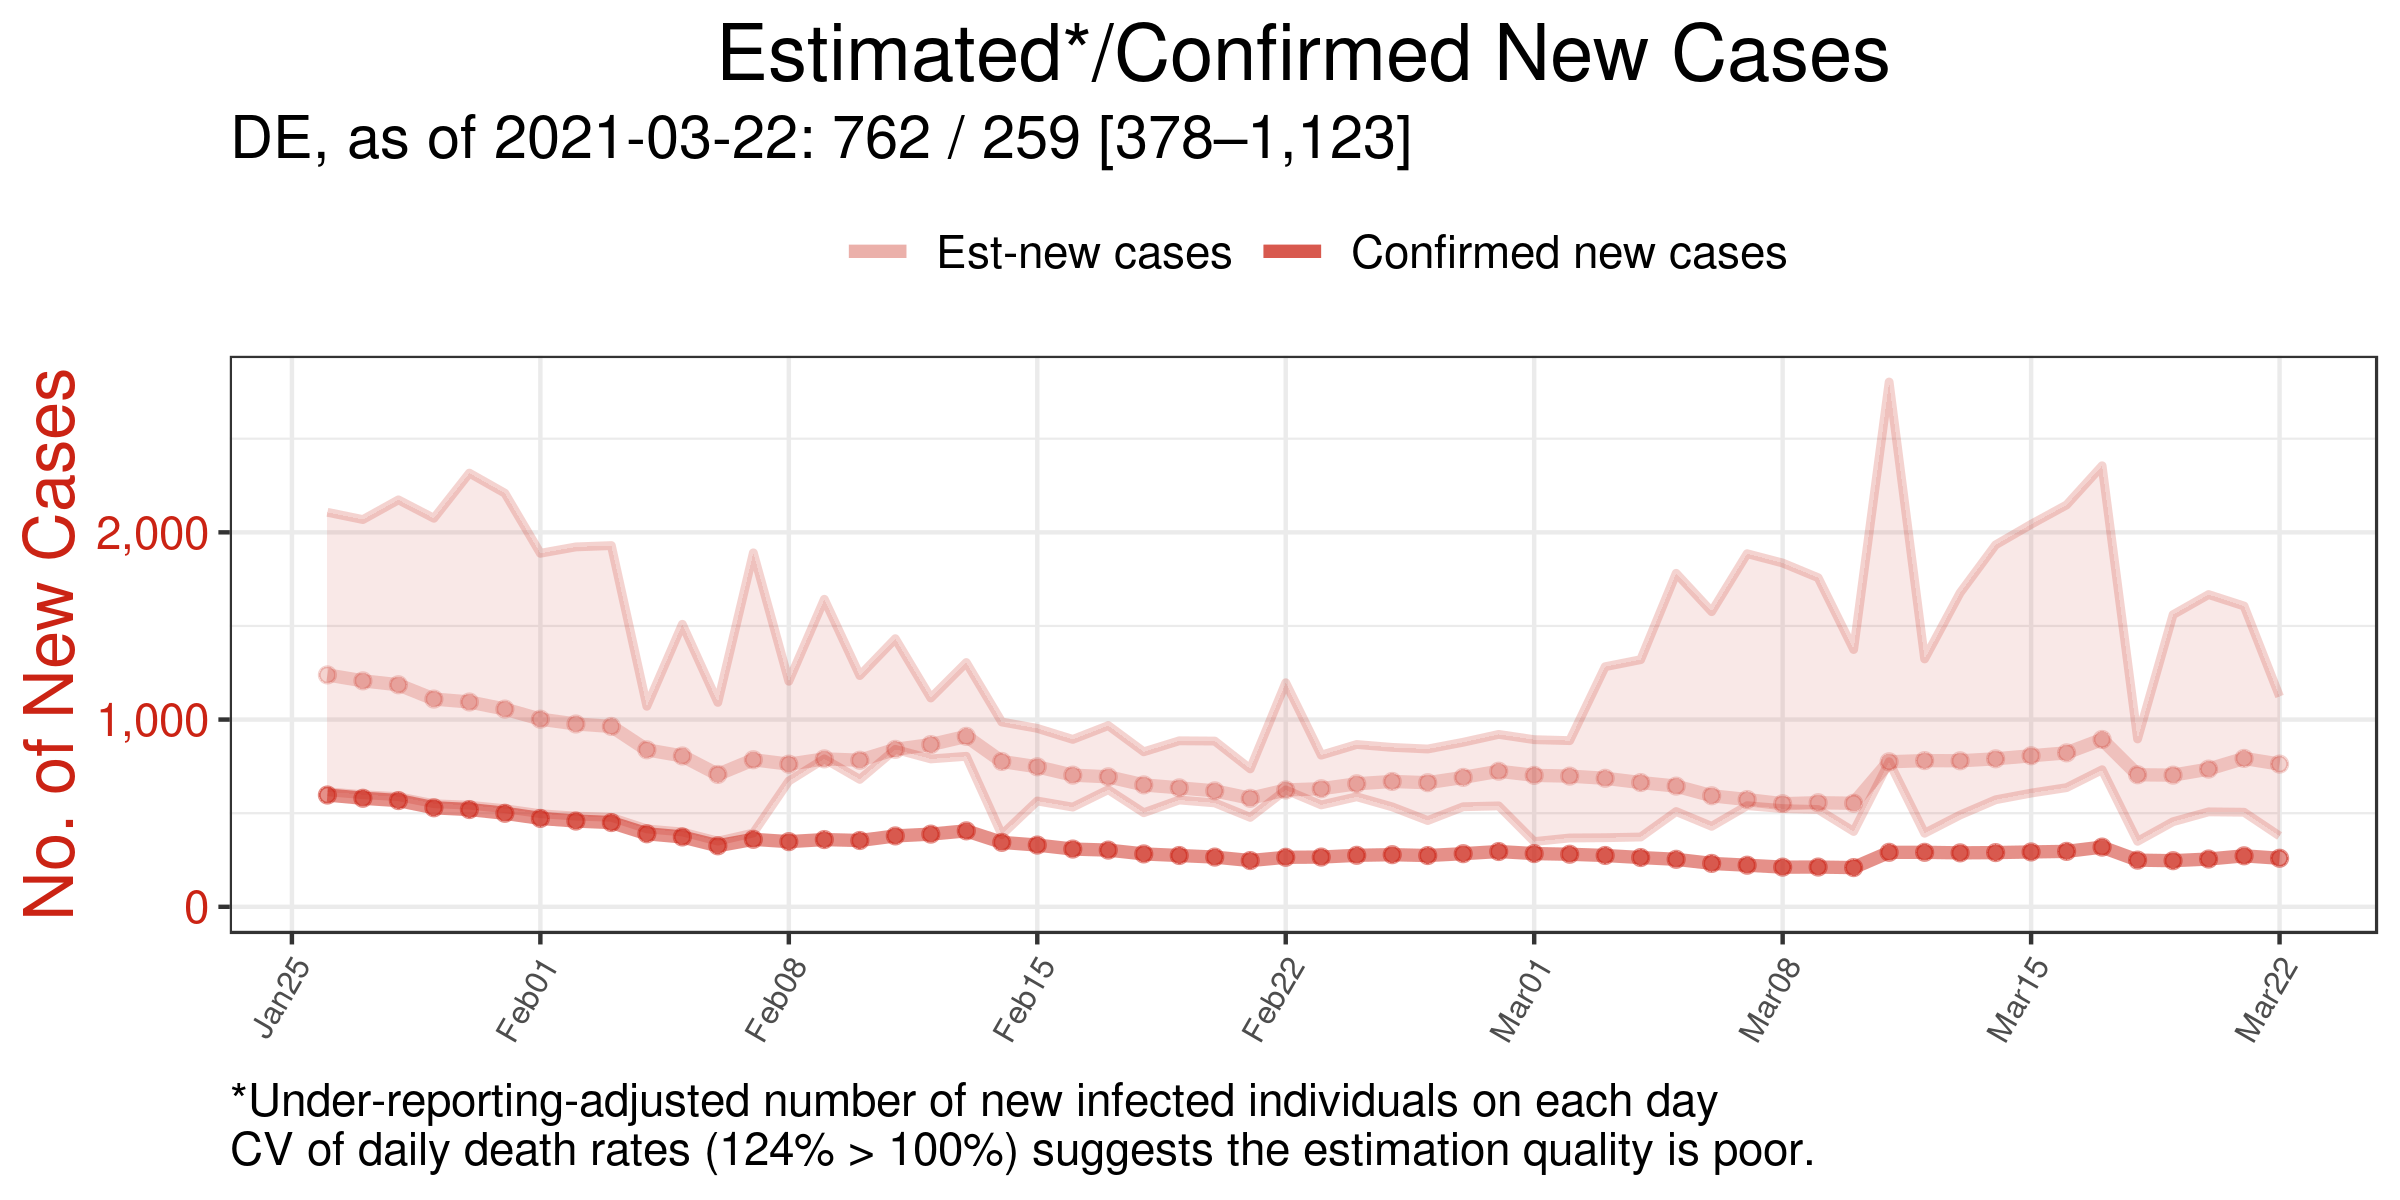 Estimated*/Confirmed New Cases
DE, as of 2021-03-22: 762 / 259 [378–1,123]
Est-new cases
Confirmed new cases
No. of New Cases
2,000
1,000
0
Jan25
Feb01
Feb08
Feb15
Feb22
Mar01
Mar08
Mar15
Mar22
*Under-reporting-adjusted number of new infected individuals on each day
CV of daily death rates (124% > 100%) suggests the estimation quality is poor.